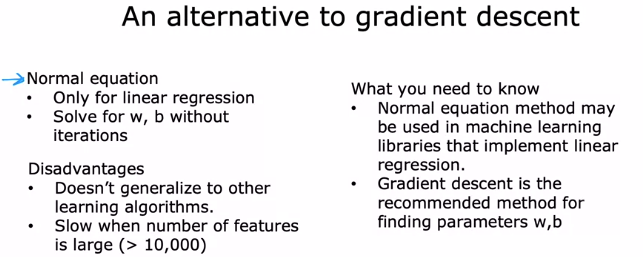 An alternative to gradient descent
Normal equation
• Only for linear regression
• Solve for w, b without
iterations
Disadvantages
• Doesn't generalize to other
learning algorithms.
• Slow when number of features
is large (> 10,000)
What you need to know
• Normal equation method may
be used in machine learning
libraries that implement linear
regression.
• Gradient descent is the
recommended method for
finding parameters w,b